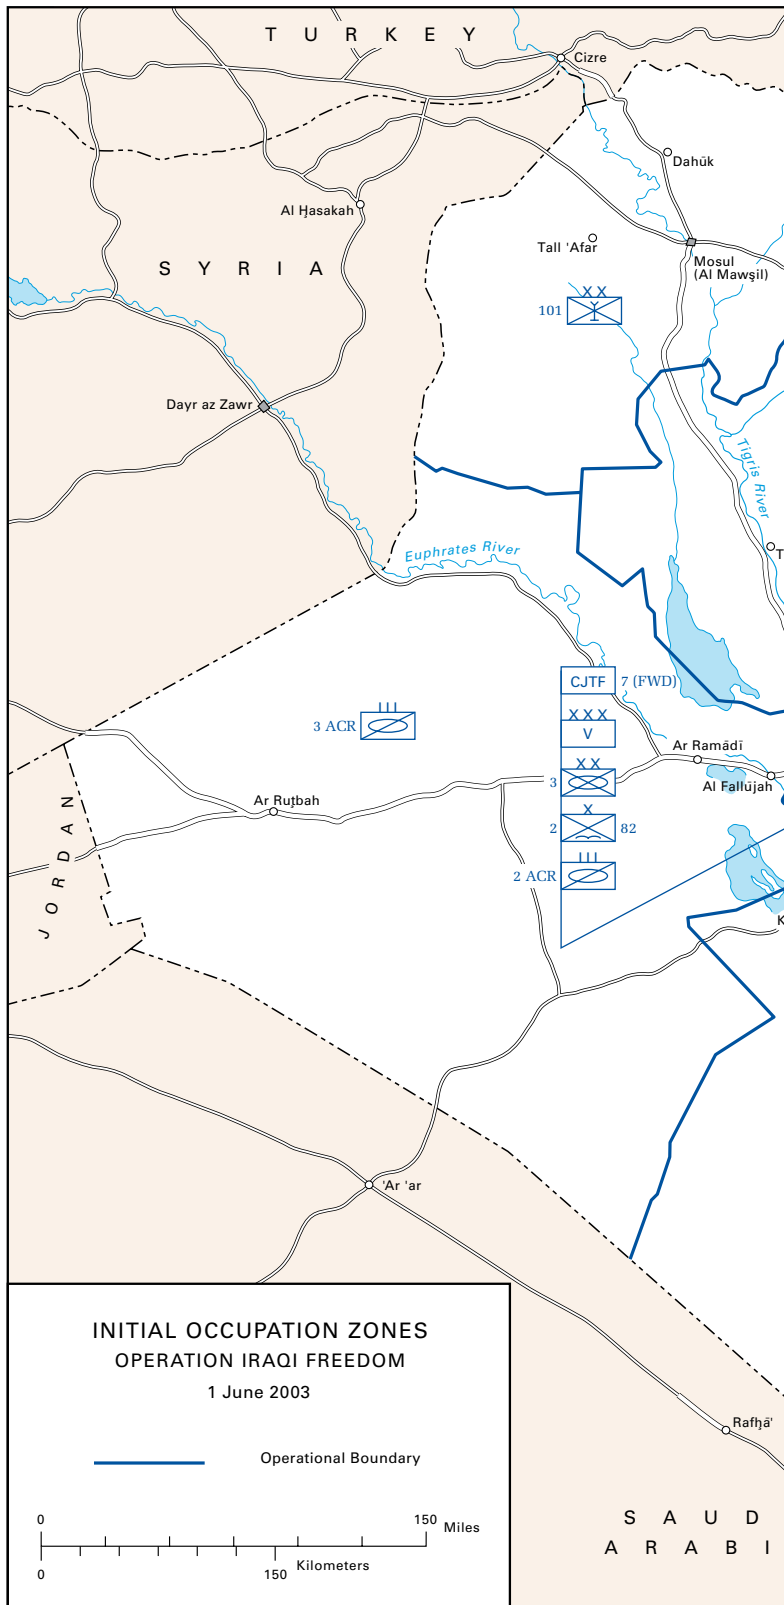 T U R K E Y
Cizre
Dahūk
Al Ḩasakah
Tall 'Afar
Mosul
(Al Mawşil)
S Y R I A
X X
101
Dayr az Zawr
Tigris River
Euphrates River
T
CJTF
7 (FWD)
X X X
V
3 ACR
III
Ar Ramādī
X X
3
Al Fallūjah
Ar Ruţbah
X
2
82
III
2 ACR
J O R D A N
K
'Ar 'ar
INITIAL OCCUPATION ZONES
OPERATION IRAQI FREEDOM
1 June 2003
Operational Boundary
0
150
Miles
Kilometers
0
150
Rafḩā'
S A U D
A R A B I